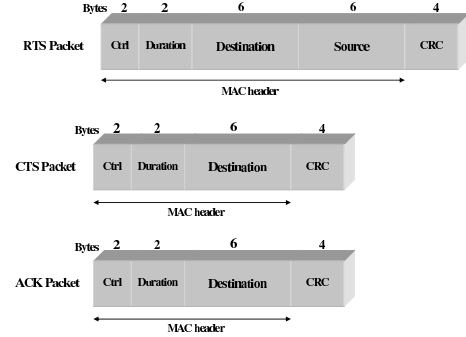 Bytes 2 2 6 6 4
RTS Packet Ctrl Duration Destination Source CRC
MAC header
Bytes 2 2 6 4
CTS Packet Ctrl Duration Destination CRC
MAC header
Bytes 2 2 6 4
ACK Packet Ctrl Duration Destination CRC
MAC header